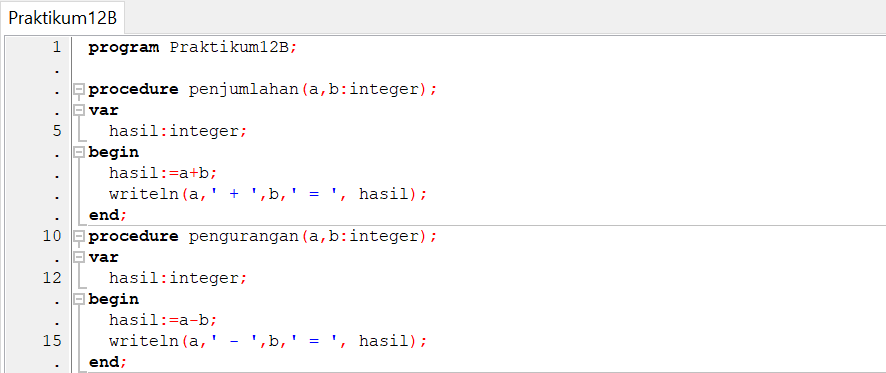 Praktikum12B
1 program Praktikum12B;
.
. procedure penjumlahan(a,b:integer);
. var
5 hasil:integer;
. begin
. hasil:=a+b;
. writeln(a,' + ',b,' = ', hasil);
. end;
10 procedure pengurangan(a,b:integer);
. var
12 hasil:integer;
. begin
. hasil:=a-b;
15 writeln(a,' - ',b,' = ', hasil);
. end;